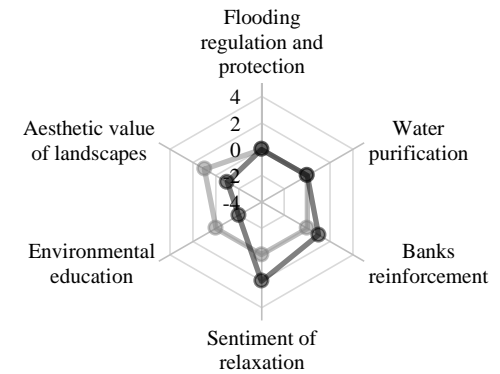 Flooding
regulation and
protection
4
2
0
-2
-4
Aesthetic value
of landscapes
Water
purification
Environmental
education
Banks
reinforcement
Sentiment of
relaxation